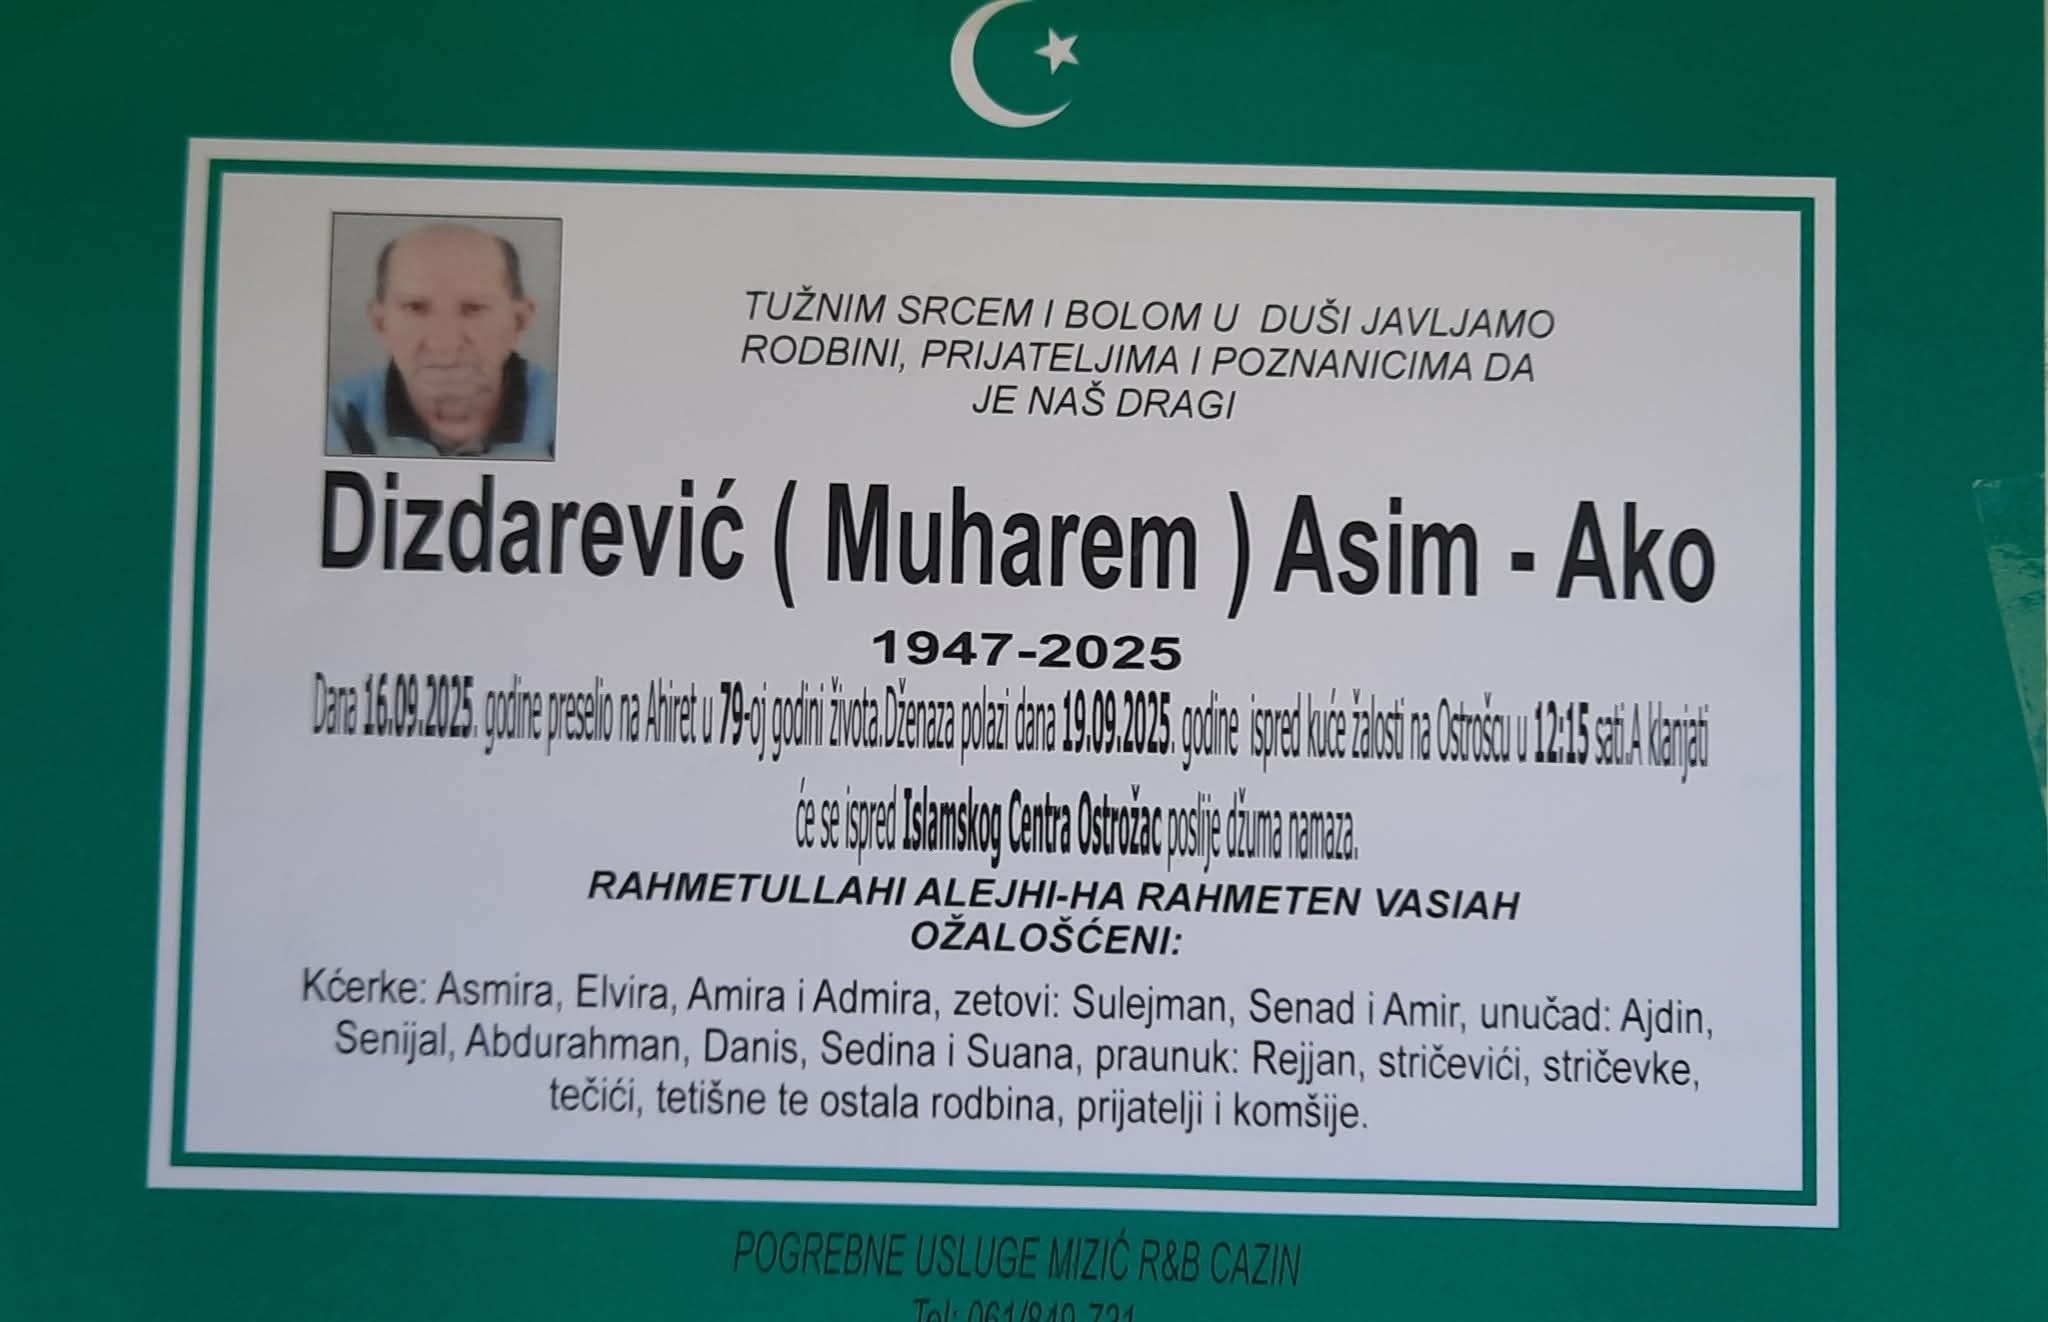 TUŽNIM SRCEM I BOLOM U DUŠI JAVLJAMO
RODBINI, PRIJATELJIMA I POZNANICIMA DA
JE NAŠ DRAGI
Dizdarević ( Muharem ) Asim - Ako
1947-2025
Dana 16.09.2025. godine preselio na Ahiret u 79-oj godini života.Dženaza polazi dana 19.09.2025. godine ispred kuće žalosti na Ostrošcu u 12:15 sati.A klanjati
će se ispred Islamskog Centra Ostrožac poslije džuma namaza.
RAHMETULLAHI ALEJHI-HA RAHMETEN VASIAH
OŽALOŠĆENI:
Kćerke: Asmira, Elvira, Amira i Admira, zetovi: Sulejman, Senad i Amir, unučad: Ajdin,
Senijal, Abdurahman, Danis, Sedina i Suana, praunuk: Rejjan, stričevići, stričevke,
tečići, tetišne te ostala rodbina, prijatelji i komšije.
POGREBNE USLUGE MIZIĆ R&B CAZIN
Tel: 061/840-731